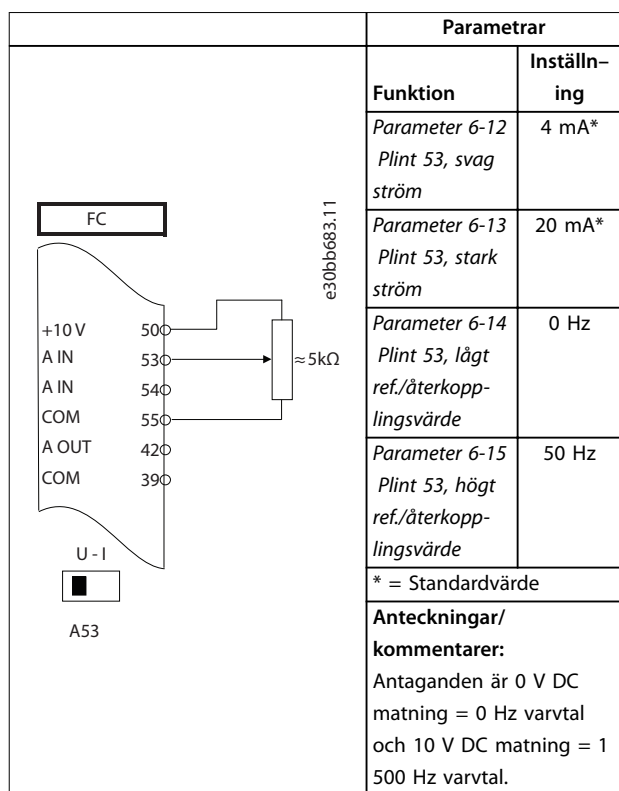 Parametrar
Funktion
Inställn–
ing
Parameter 6-12
Plint 53, svag
ström
4 mA*
Parameter 6-13
Plint 53, stark
ström
20 mA*
Parameter 6-14
Plint 53, lågt
ref./återkopp-
lingsvärde
0 Hz
Parameter 6-15
Plint 53, högt
ref./återkopp-
lingsvärde
50 Hz
* = Standardvärde
Anteckningar/
kommentarer:
Antaganden är 0 V DC
matning = 0 Hz varvtal
och 10 V DC matning = 1
500 Hz varvtal.
FC
+10 V 50
A IN 53
A IN 54
COM 55
A OUT 42
COM 39
≈ 5kΩ
e30bb683.11
U - I
A53